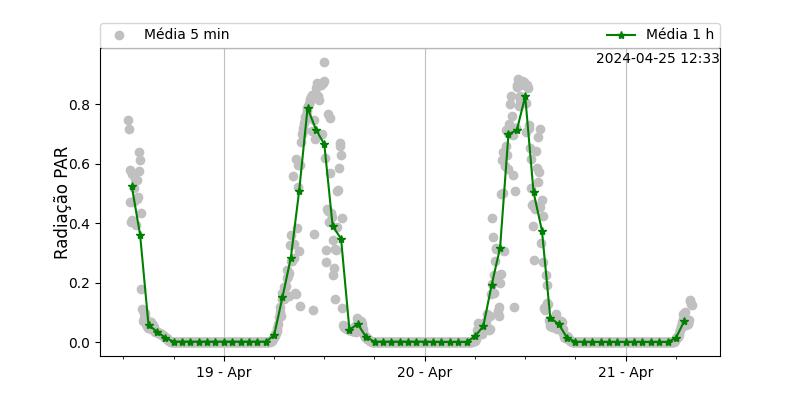 Média 5 min
Média 1 h
2024-04-25 12:33
Radiação PAR
0.8
0.6
0.4
0.2
0.0
19 - Apr
20 - Apr
21 - Apr